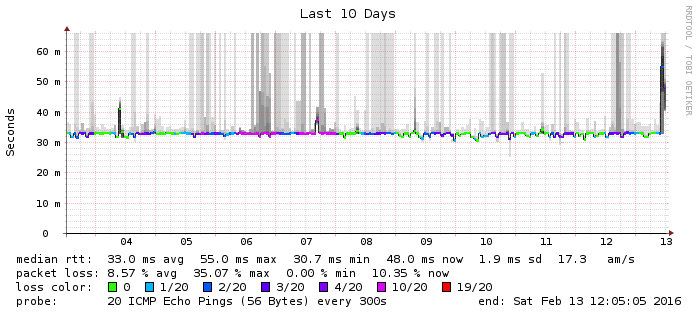 Last 10 Days
RRDTOOL / TOBI OETIKER
Seconds
60 m
50 m
40 m
30 m
20 m
10 m
0
04 05 06 07 08 09 10 11 12 13
median rtt: 33.0 ms avg 55.0 ms max 30.7 ms min 48.0 ms now 1.9 ms sd 17.3 am/s
packet loss: 8.57 % avg 35.07 % max 0.00 % min 10.35 % now
loss color: 0 1/20 2/20 3/20 4/20 10/20 19/20
probe: 20 ICMP Echo Pings (56 Bytes) every 300s end: Sat Feb 13 12:05:05 2016